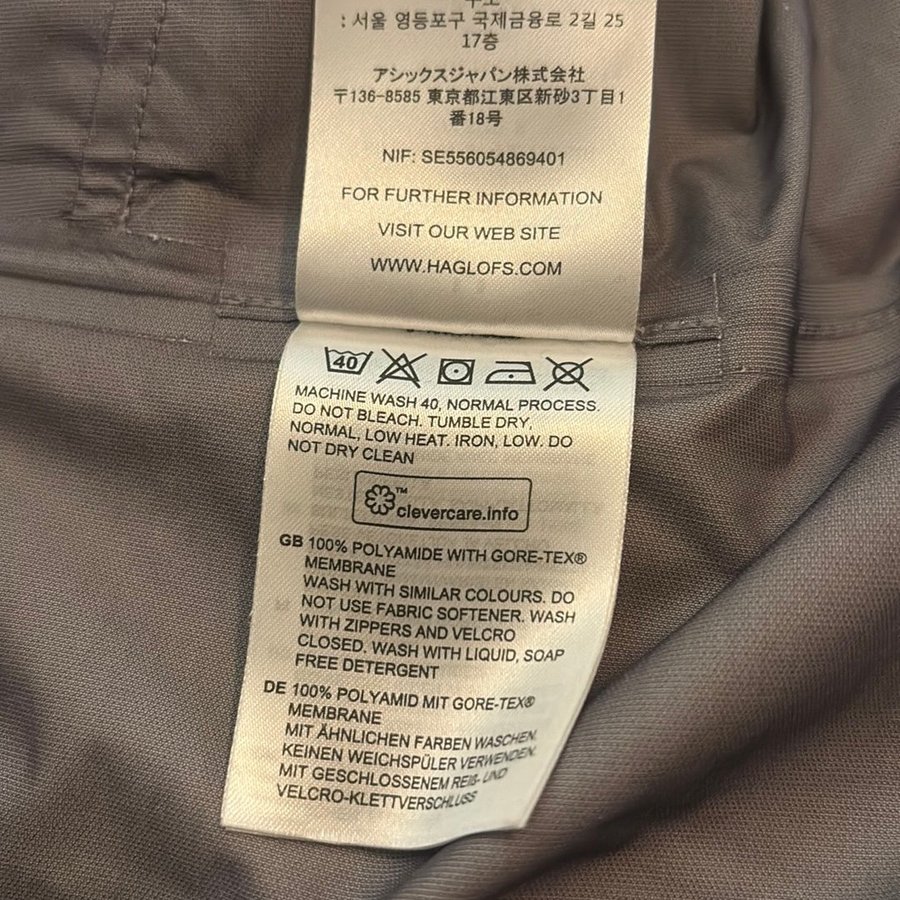 : 서울 영등포구 국제금융로 2길 25
17층
アシックスジャパン株式会社
〒136-8585 東京都江東区新砂3丁目1
番18号
NIF: SE556054869401
FOR FURTHER INFORMATION
VISIT OUR WEB SITE
WWW.HAGLOFS.COM
40
MACHINE WASH 40, NORMAL PROCESS.
DO NOT BLEACH. TUMBLE DRY,
NORMAL, LOW HEAT. IRON, LOW. DO
NOT DRY CLEAN
™
clevercare.info
GB 100% POLYAMIDE WITH GORE-TEX®
MEMBRANE
WASH WITH SIMILAR COLOURS. DO
NOT USE FABRIC SOFTENER. WASH
WITH ZIPPERS AND VELCRO
CLOSED. WASH WITH LIQUID, SOAP
FREE DETERGENT
DE 100% POLYAMID MIT GORE-TEX®
MEMBRANE
MIT ÄHNLICHEN FARBEN WASCHEN.
KEINEN WEICHSPÜLER VERWENDEN.
MIT GESCHLOSSENEM REIß- UND
VELCRO-KLETTVERSCHLUSS